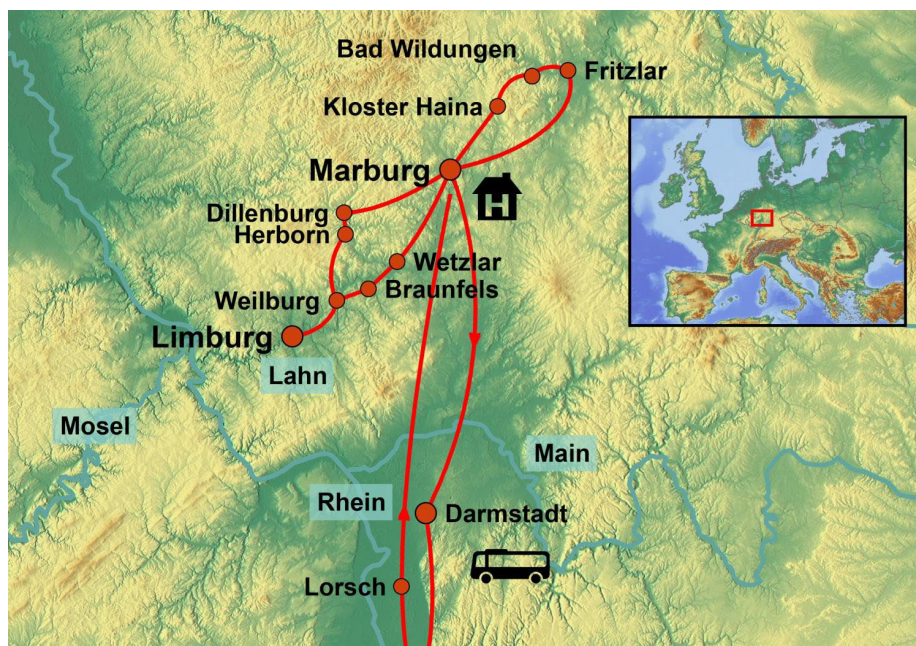 Bad Wildungen
Fritzlar
Kloster Haina
Marburg
H
Dillenburg
Herborn
Wetzlar
Braunfels
Weilburg
Limburg
Lahn
Mosel
Main
Rhein
Darmstadt
Lorsch